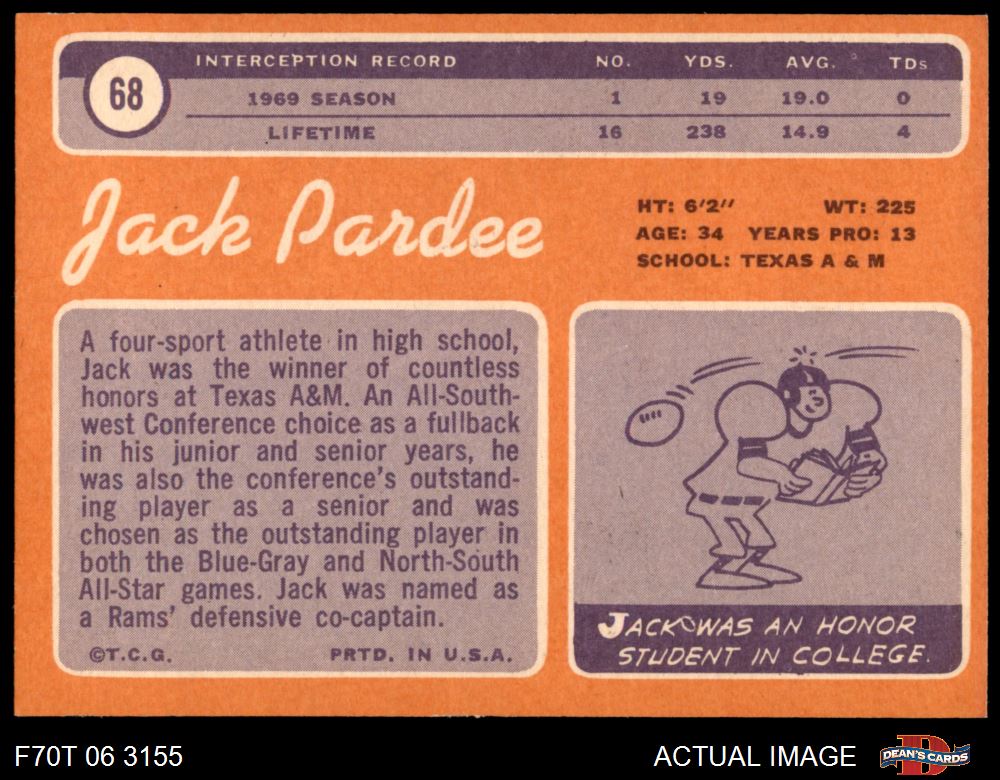 68
INTERCEPTION RECORD NO. YDS. AVG. TDs
1969 SEASON 1 19 19.0 0
LIFETIME 16 238 14.9 4
Jack Pardee
HT: 6'2" WT: 225
AGE: 34 YEARS PRO: 13
SCHOOL: TEXAS A & M
A four-sport athlete in high school,
Jack was the winner of countless
honors at Texas A&M. An All-South-
west Conference choice as a fullback
in his junior and senior years, he
was also the conference's outstand-
ing player as a senior and was
chosen as the outstanding player in
both the Blue-Gray and North-South
All-Star games. Jack was named as
a Rams' defensive co-captain.
©T.C.G. PRTD. IN U.S.A.
JACK WAS AN HONOR
STUDENT IN COLLEGE.
F70T 06 3155
ACTUAL IMAGE
D
DEAN'S CARDS